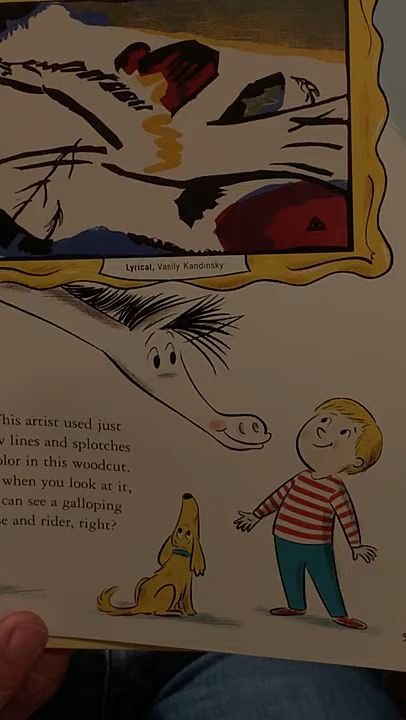 Lyrical, Vasily Kandinsky
This artist used just
lines and splotches
in this woodcut.
when you look at it,
can see a galloping
and rider, right?